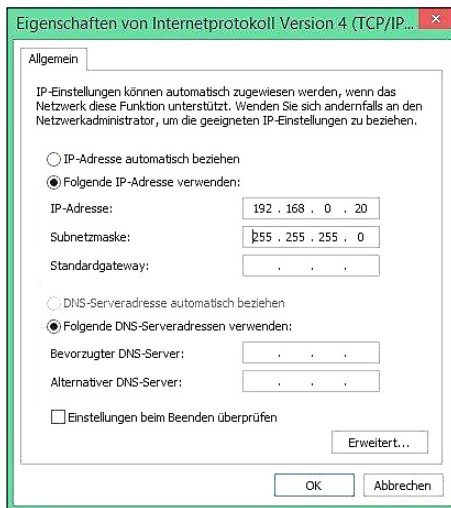 Eigenschaften von Internetprotokoll Version 4 (TCP/IP...
Allgemein
IP-Einstellungen können automatisch zugewiesen werden, wenn das
Netzwerk diese Funktion unterstützt. Wenden Sie sich andernfalls an den
Netzwerkadministrator, um die geeigneten IP-Einstellungen zu beziehen.
IP-Adresse automatisch beziehen
Folgende IP-Adresse verwenden:
IP-Adresse: 192 . 168 . 0 . 20
Subnetzmaske: 255 . 255 . 255 . 0
Standardgateway: . . .
DNS-Serveradresse automatisch beziehen
Folgende DNS-Serveradressen verwenden:
Bevorzugter DNS-Server: . . .
Alternativer DNS-Server: . . .
Einstellungen beim Beenden überprüfen
Erweitert...
OK Abbrechen